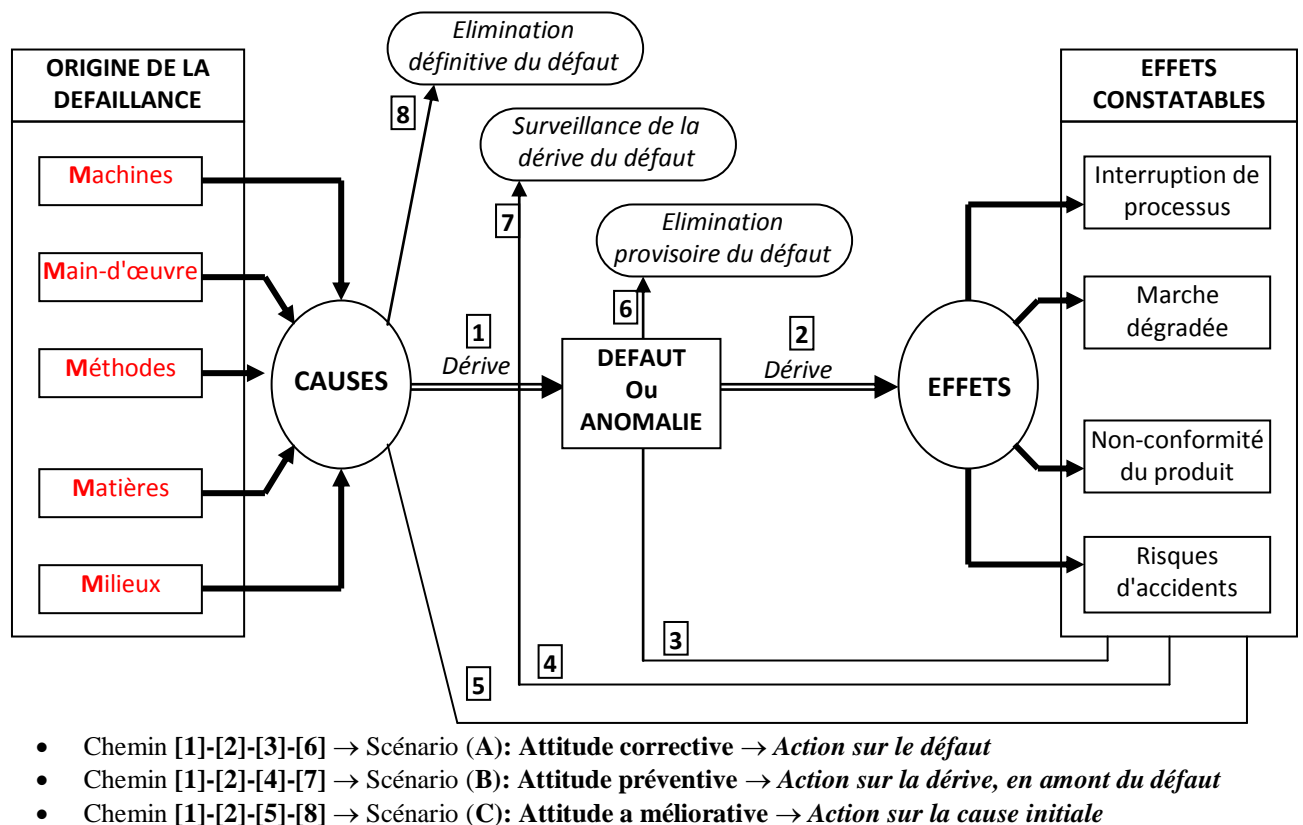 ORIGINE DE LA
DEFAILLANCE
Machines
Main-d'œuvre
Méthodes
Matières
Milieux
CAUSES
Elimination
définitive du défaut
8
Surveillance de la
dérive du défaut
7
Elimination
provisoire du défaut
6
1
Dérive
DEFAUT
Ou
ANOMALIE
2
Dérive
EFFETS
EFFETS
CONSTATABLES
Interruption de
processus
Marche
dégradée
Non-conformité
du produit
Risques
d'accidents
3
4
5
• Chemin [1]-[2]-[3]-[6] → Scénario (A): Attitude corrective → Action sur le défaut
• Chemin [1]-[2]-[4]-[7] → Scénario (B): Attitude préventive → Action sur la dérive, en amont du défaut
• Chemin [1]-[2]-[5]-[8] → Scénario (C): Attitude a méliorative → Action sur la cause initiale